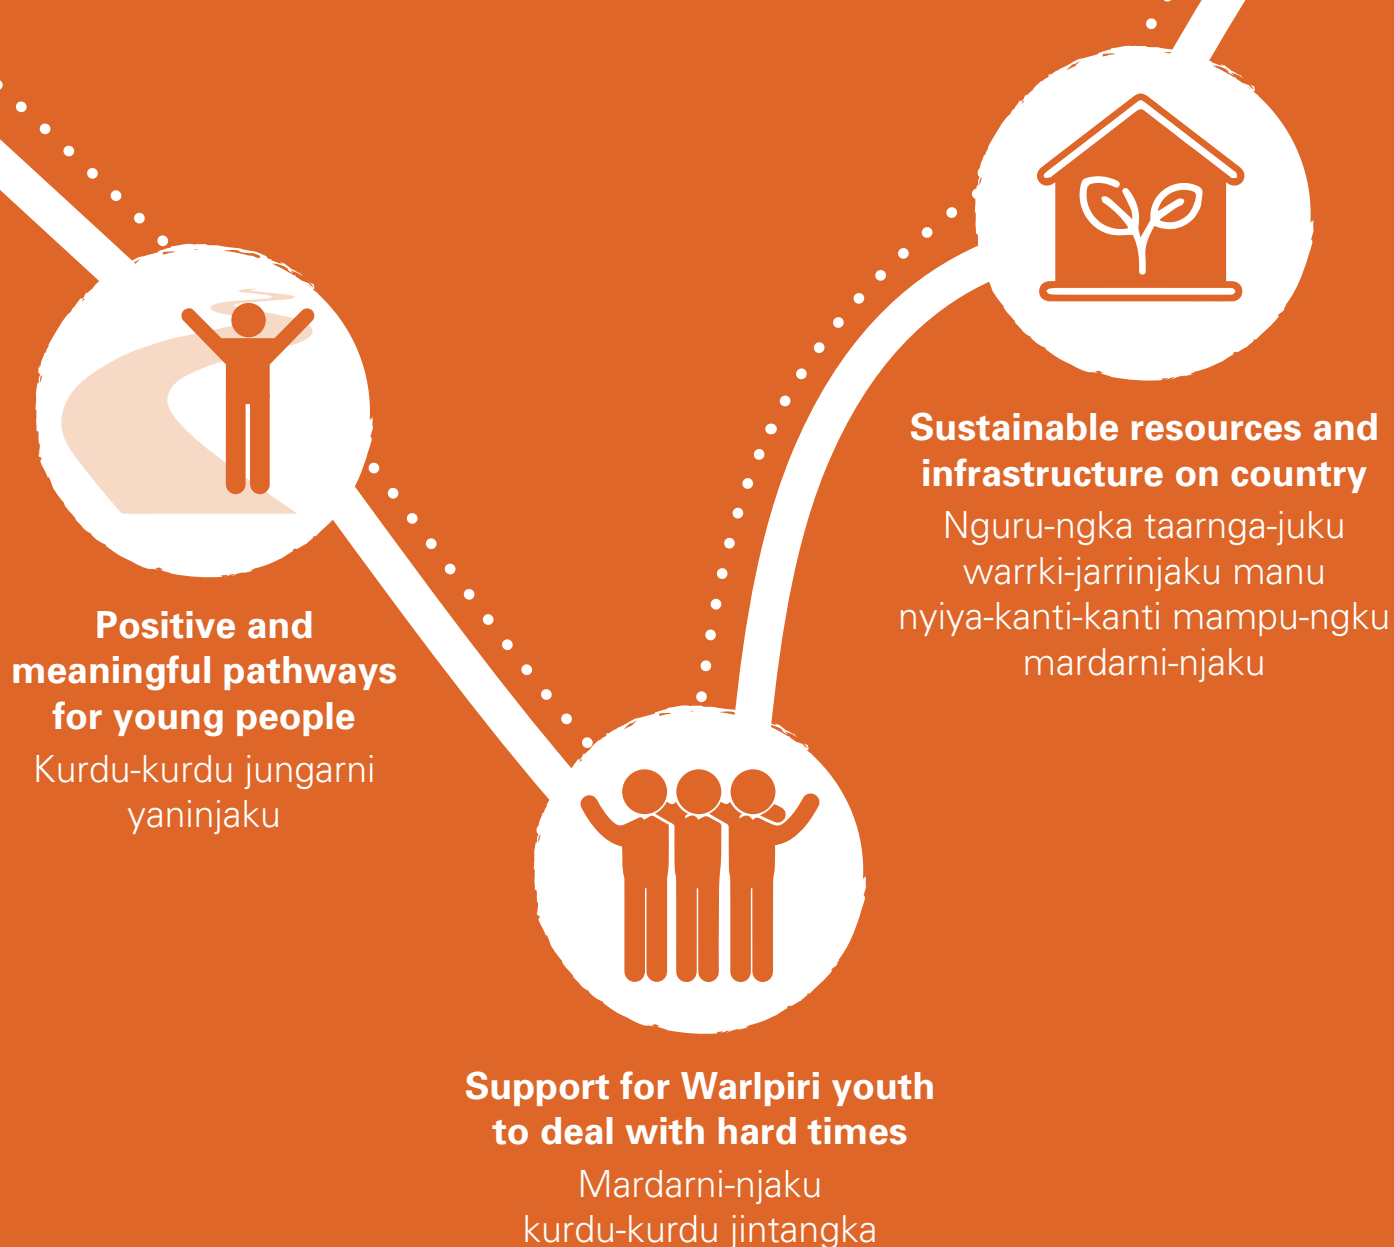 Positive and
meaningful pathways
for young people
Kurdu-kurdu jungarni
yaninjaku
Support for Warlpiri youth
to deal with hard times
Mardarni-njaku
kurdu-kurdu jintangka
Sustainable resources and
infrastructure on country
Nguru-ngka taarnga-juku
warrki-jarrinjaku manu
nyiya-kanti-kanti mampu-ngku
mardarni-njaku